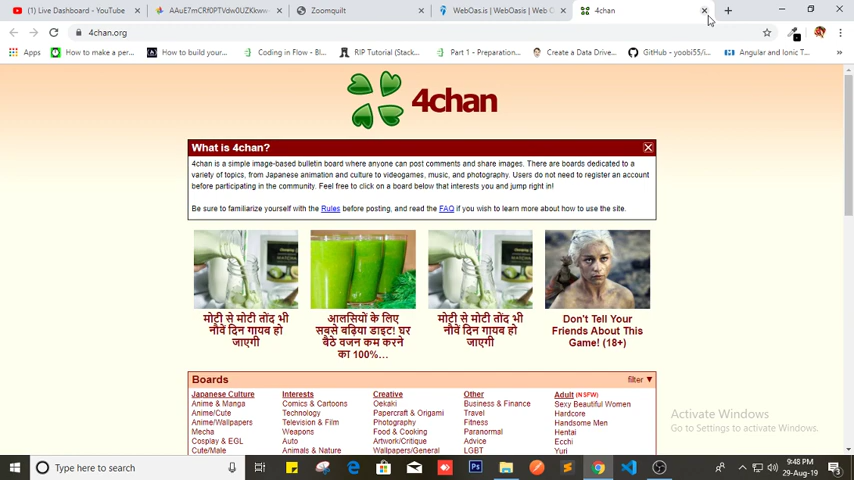 (1) Live Dashboard - YouTube
AAuE7mCRf0PTVdw0UZKkww
Zoomquilt
WebOas.is | WebOasis | Web O
4chan
4chan.org
Apps
How to make a per...
How to build your...
Coding in C
RIP Tutorial (Stack...
Part 1 - Preparation...
Create a Data Drive...
GitHub - yoobi55/i...
Angular and Ionic T...
4chan
What is 4chan?
4chan is a simple image-based bulletin board where anyone can post comments and share images. There are boards dedicated to a
variety of topics, from Japanese animation and culture to videogames, music, and photography. Users do not need to register an account
before participating in the community. Feel free to click on a board below that interests you and jump right in!
Be sure to familiarize yourself with the Rules before posting, and read the FAQ if you wish to learn more about how to use the site.
मोटी से मोटी तोंद भी
नौवें दिन गायब हो
जाएगी
आलसियों के लिए
सबसे बढ़िया डाइट! घर
बैठे वजन कम करने
का 100%...
मोटी से मोटी तोंद भी
नौवें दिन गायब हो
जाएगी
Don't Tell Your
Friends About This
Game! (18+)
Boards
filter ▼
Japanese Culture
Anime & Manga
Anime/Cute
Anime/Wallpapers
Mecha
Cosplay & EGL
Cute/Male
Interests
Comics & Cartoons
Technology
Television & Film
Weapons
Auto
Animals & Nature
Creative
Oekaki
Papercraft & Origami
Photography
Food & Cooking
Artwork/Critique
Wallpapers/General
Other
Business & Finance
Travel
Fitness
Paranormal
Advice
LGBT
Adult (NSFW)
Sexy Beautiful Women
Hardcore
Handsome Men
Hentai
Ecchi
Yuri
Activate Windows
Go to Settings to activate Windows.
Type here to search
9:48 PM
29-Aug-19
3